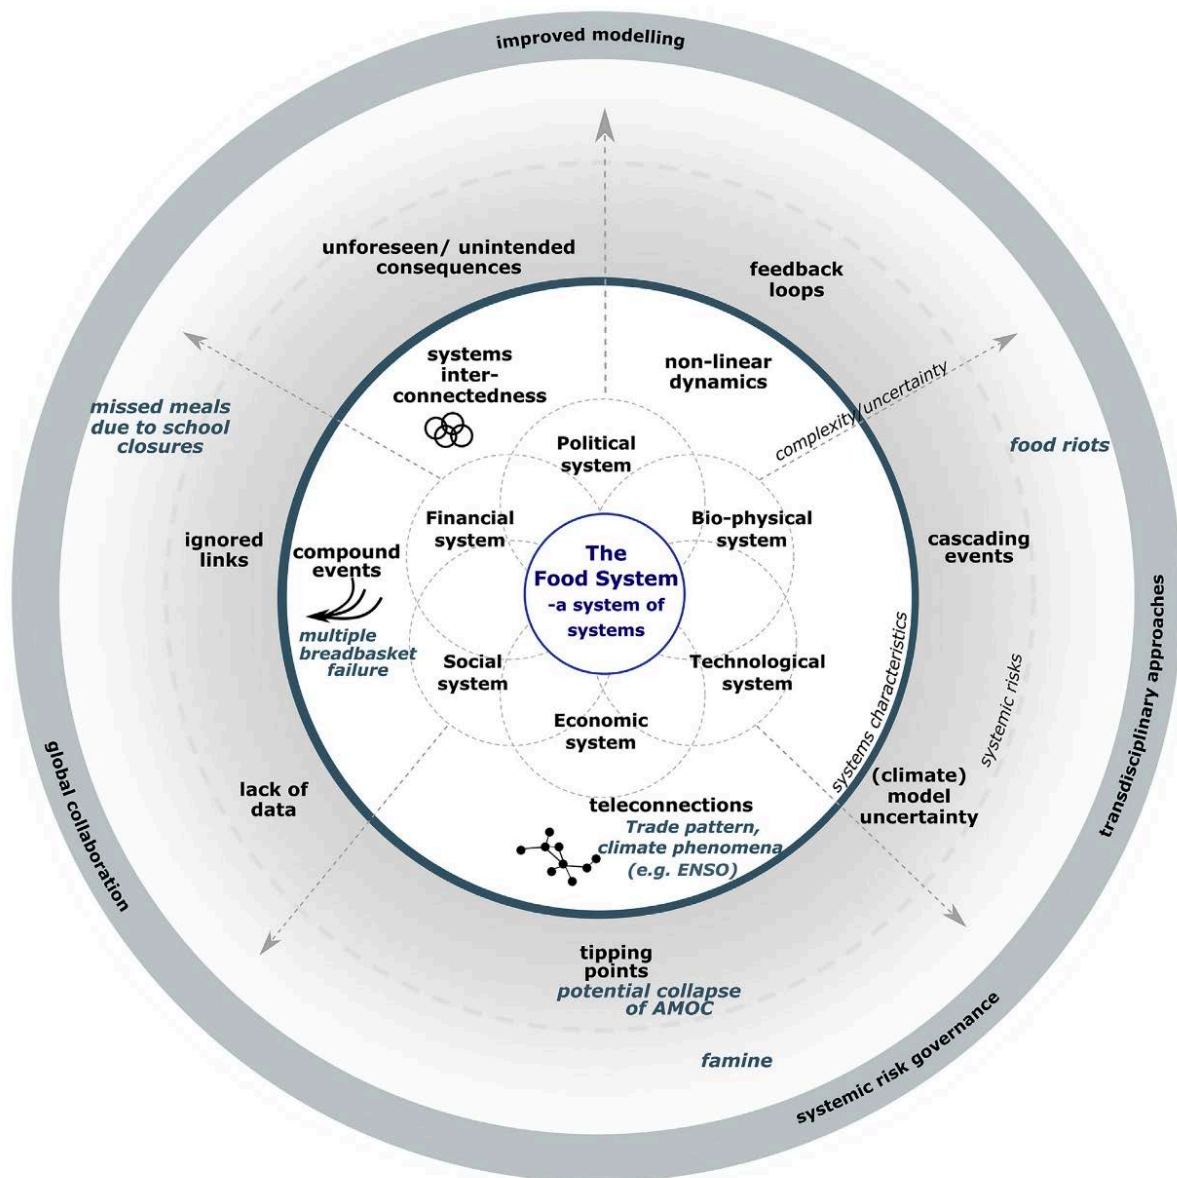 improved modelling
unforeseen/ unintended
consequences
feedback
loops
systems
inter-
connectedness
non-linear
dynamics
complexity/uncertainty
missed meals
due to school
closures
food riots
Political
system
Financial
system
Bio-physical
system
ignored
links
compound
events
multiple
breadbasket
failure
The
Food System
-a system of
systems
cascading
events
Social
system
Technological
system
Economic
system
systems characteristics
systemic risks
transdisciplinary approaches
global collaboration
lack of
data
teleconnections
Trade pattern,
climate phenomena
(e.g. ENSO)
(climate)
model
uncertainty
tipping
points
potential collapse
of AMOC
famine
systemic risk governance